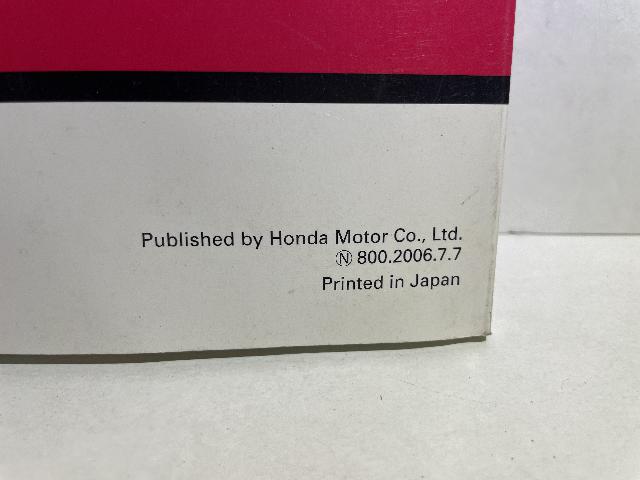 Published by Honda Motor Co., Ltd.
Ⓝ 800.2006.7.7
Printed in Japan